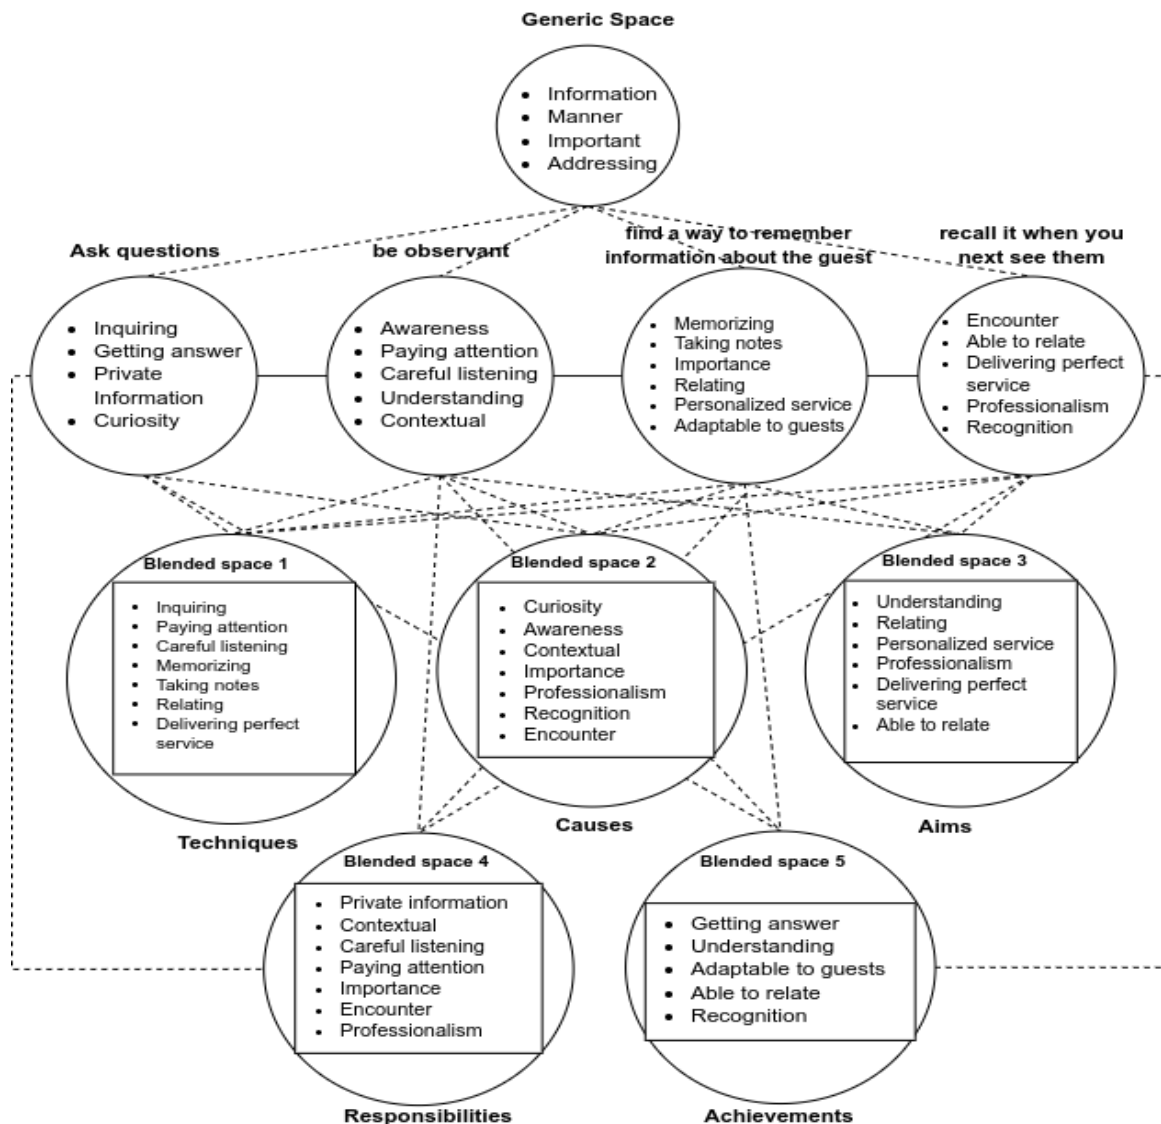 Generic Space
• Information
• Manner
• Important
• Addressing
Ask questions
be observant
find a way to remember
information about the guest
recall it when you
next see them
• Inquiring
• Getting answer
• Private
Information
• Curiosity
• Awareness
• Paying attention
• Careful listening
• Understanding
• Contextual
• Memorizing
• Taking notes
• Importance
• Relating
• Personalized service
• Adaptable to guests
• Encounter
• Able to relate
• Delivering perfect
service
• Professionalism
• Recognition
Blended space 1
• Inquiring
• Paying attention
• Careful listening
• Memorizing
• Taking notes
• Relating
• Delivering perfect
service
Techniques
Blended space 2
• Curiosity
• Awareness
• Contextual
• Importance
• Professionalism
• Recognition
• Encounter
Causes
Blended space 3
• Understanding
• Relating
• Personalized service
• Professionalism
• Delivering perfect
service
• Able to relate
Aims
Blended space 4
• Private information
• Contextual
• Careful listening
• Paying attention
• Importance
• Encounter
• Professionalism
Responsibilities
Blended space 5
• Getting answer
• Understanding
• Adaptable to guests
• Able to relate
• Recognition
Achievements